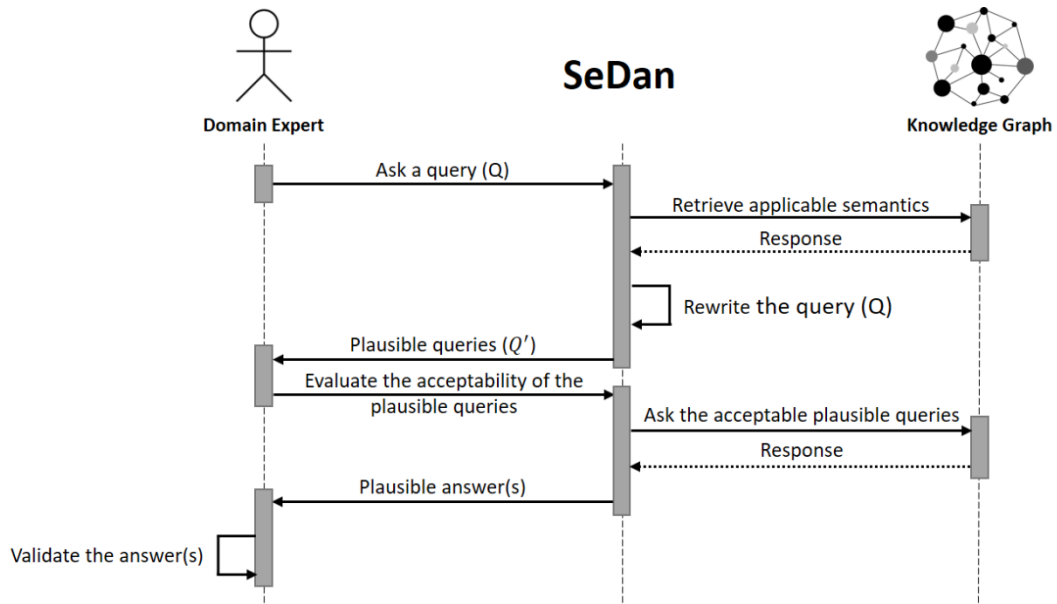 SeDan
Domain Expert
Knowledge Graph
Ask a query (Q)
Retrieve applicable semantics
Response
Rewrite the query (Q)
Plausible queries (Q′)
Evaluate the acceptability of the
plausible queries
Ask the acceptable plausible queries
Response
Plausible answer(s)
Validate the answer(s)